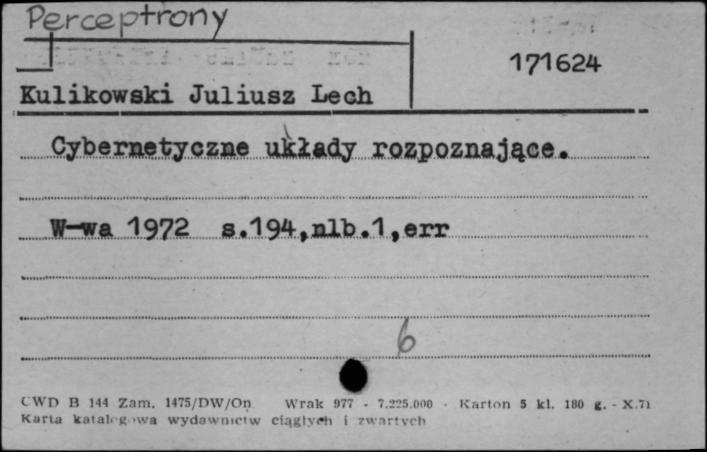 Perceptrony
171624
Kulikowski Juliusz Lech
Cybernetyczne układy rozpoznające.
W-wa 1972 s.194,nlb.1,err
6
CWD B 144 Zam. 1475/DW/Op Wrak 977 - 7.225.000 - Karton 5 kl. 180 g. - X.71
Karta katalogowa wydawnictw ciągłych i zwartych